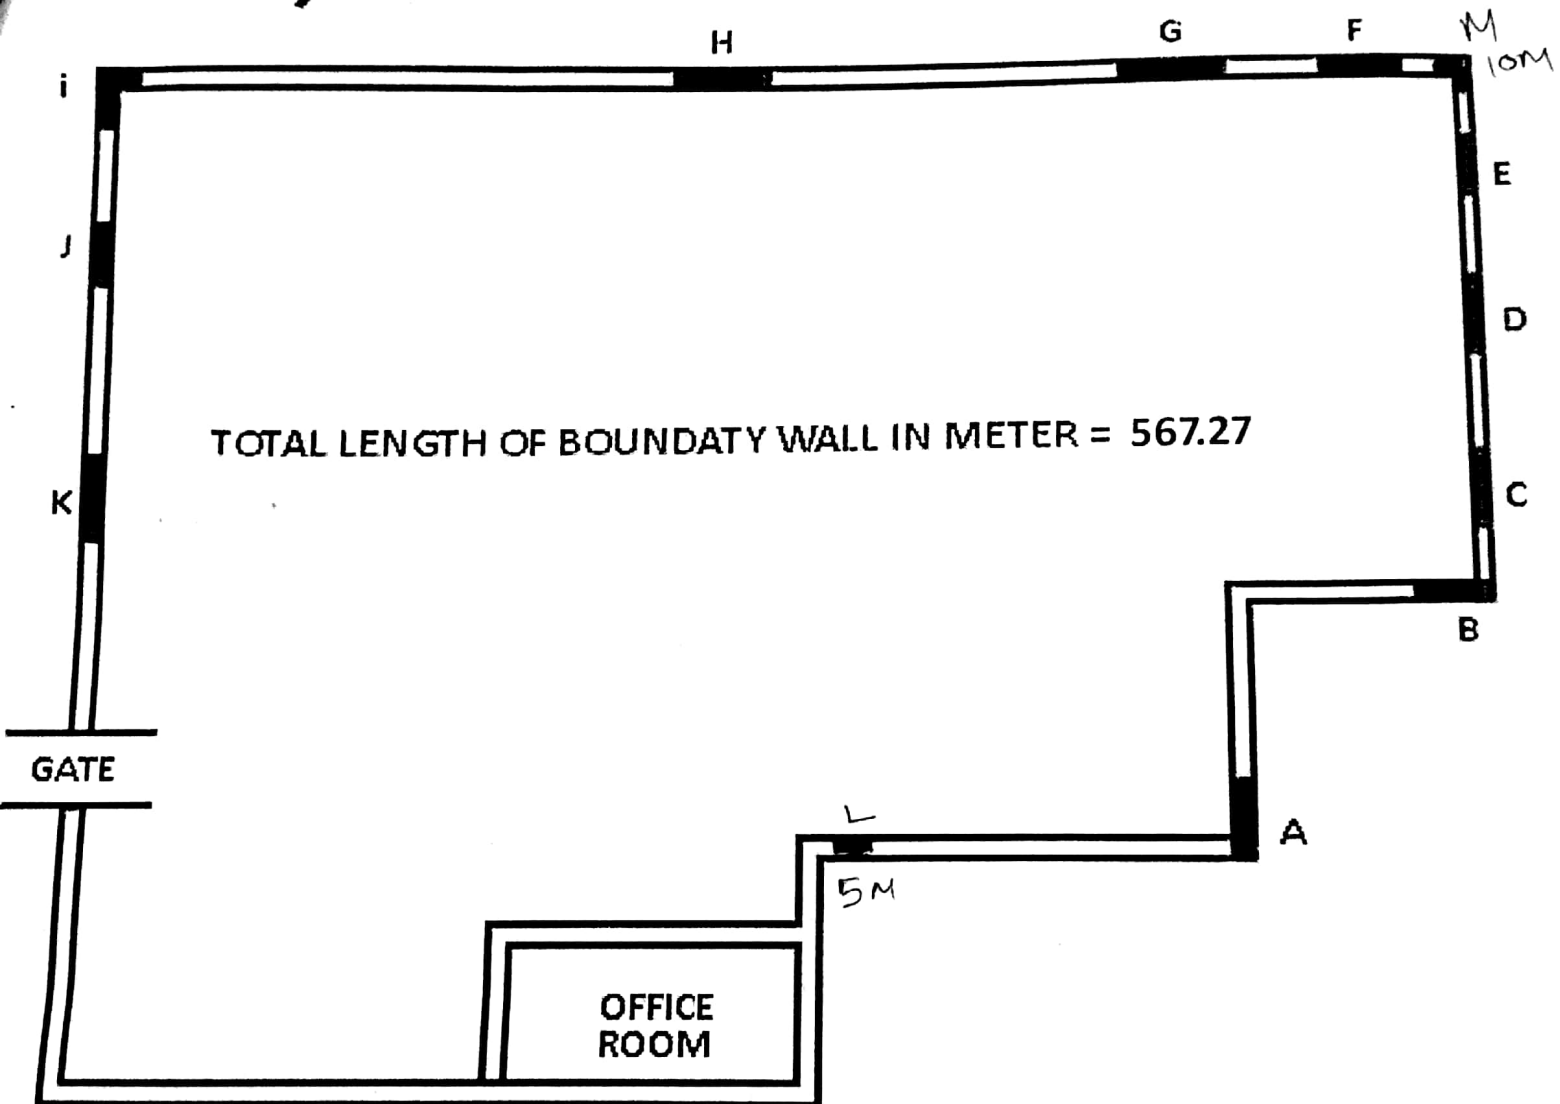 H
G
F
M
10M
i
E
J
D
TOTAL LENGTH OF BOUNDATY WALL IN METER = 567.27
K
C
B
GATE
L
A
5M
OFFICE
ROOM